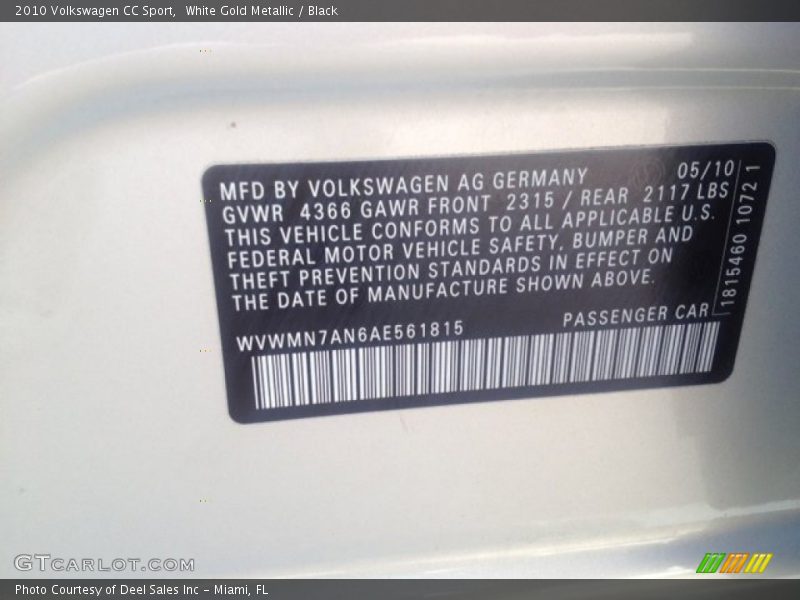 2010 Volkswagen CC Sport,  White Gold Metallic / Black
05/10
MFD BY VOLKSWAGEN AG GERMANY
GVWR 4366 GAWR FRONT 2315 / REAR 2117 LBS
THIS VEHICLE CONFORMS TO ALL APPLICABLE U.S.
FEDERAL MOTOR VEHICLE SAFETY, BUMPER AND
THEFT PREVENTION STANDARDS IN EFFECT ON
THE DATE OF MANUFACTURE SHOWN ABOVE.
WVWMN7AN6AE561815
PASSENGER CAR
1815460 1072 1
GTCARLOT.COM
Photo Courtesy of Deel Sales Inc – Miami, FL